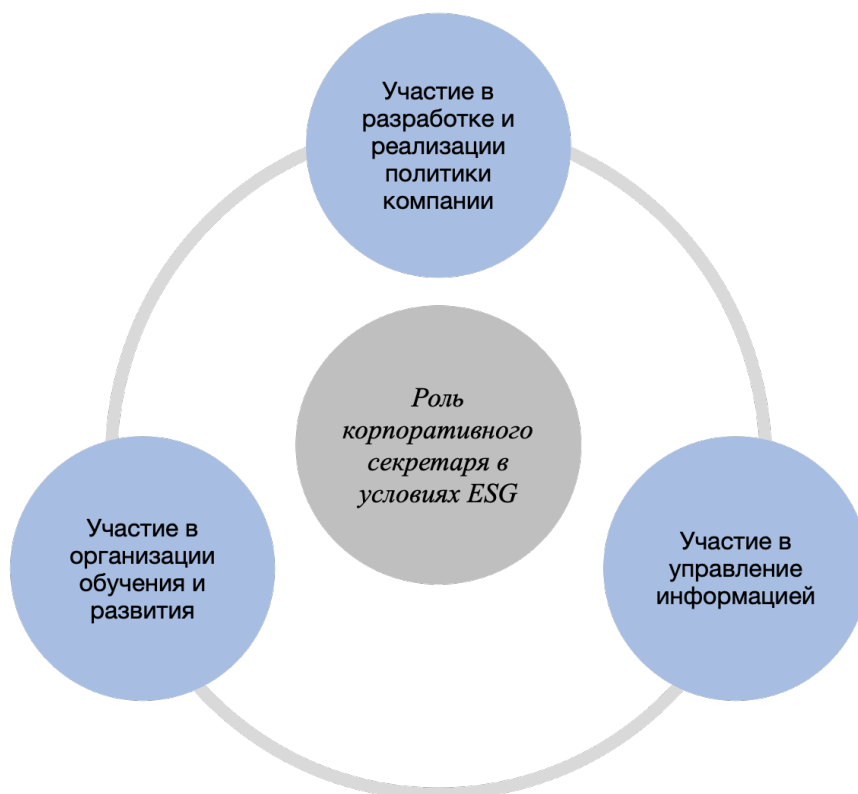 Участие в
разработке и
реализации
политики
компании
Роль
корпоративного
секретаря в
условиях ESG
Участие в
организации
обучения и
развития
Участие в
управление
информацией